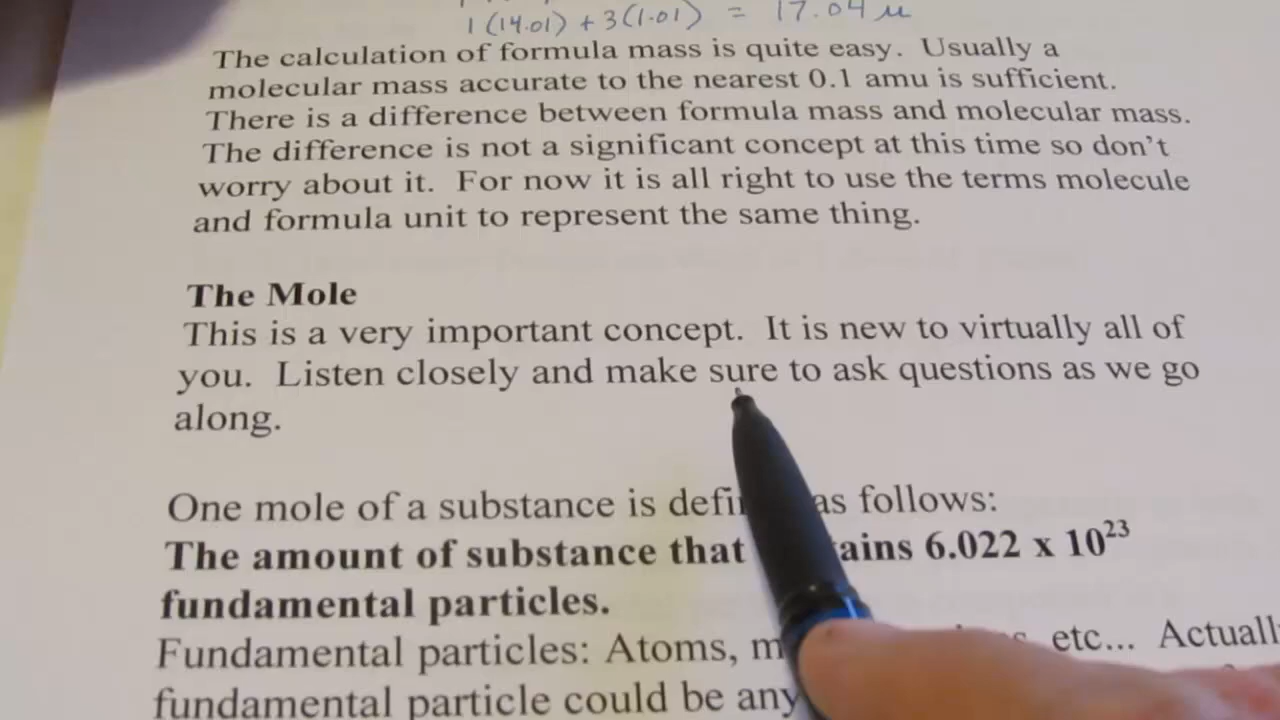 1(14.01) + 3(1.01) = 17.04 u
The calculation of formula mass is quite easy. Usually a
molecular mass accurate to the nearest 0.1 amu is sufficient.
There is a difference between formula mass and molecular mass.
The difference is not a significant concept at this time so don't
worry about it. For now it is all right to use the terms molecule
and formula unit to represent the same thing.
The Mole
This is a very important concept. It is new to virtually all of
you. Listen closely and make sure to ask questions as we go
along.
One mole of a substance is defi as follows:
The amount of substance that ains 6.022 x 10²³
fundamental particles.
Fundamental particles: Atoms, m etc... Actuall
fundamental particle could be any